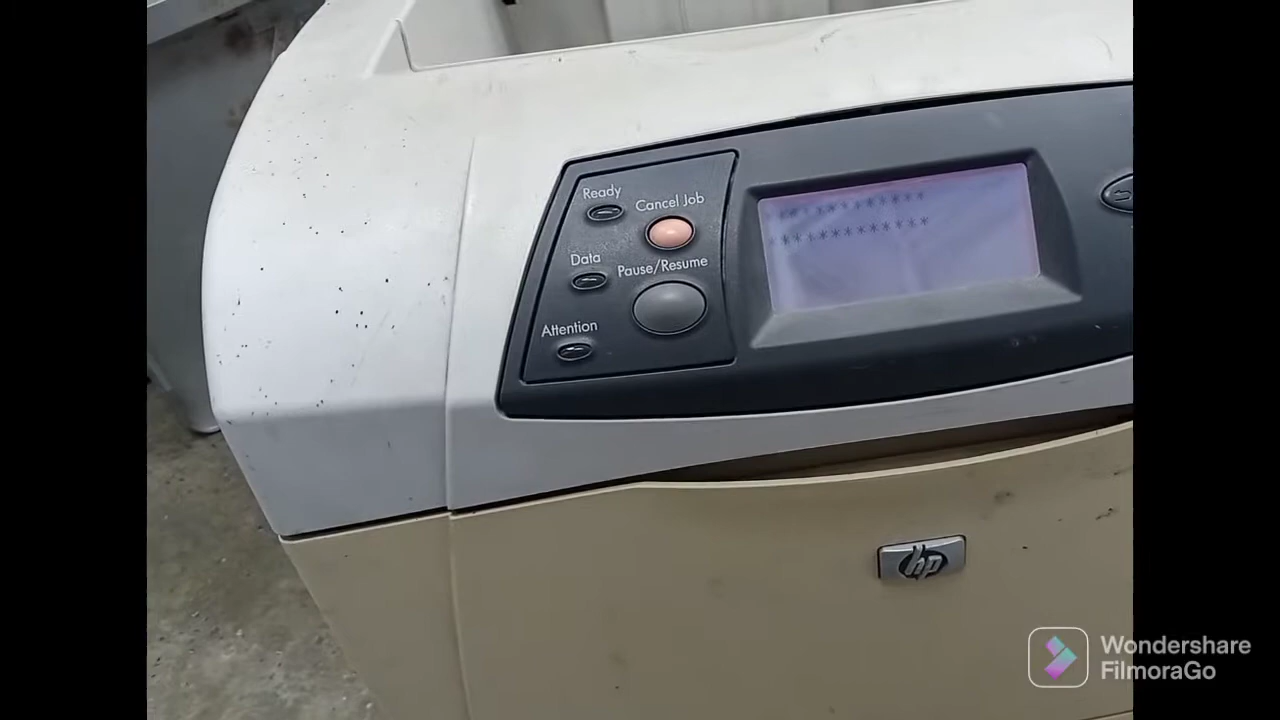 Ready
Cancel Job
Data
Pause/Resume
Attention
hp
Wondershare
FilmoraGo